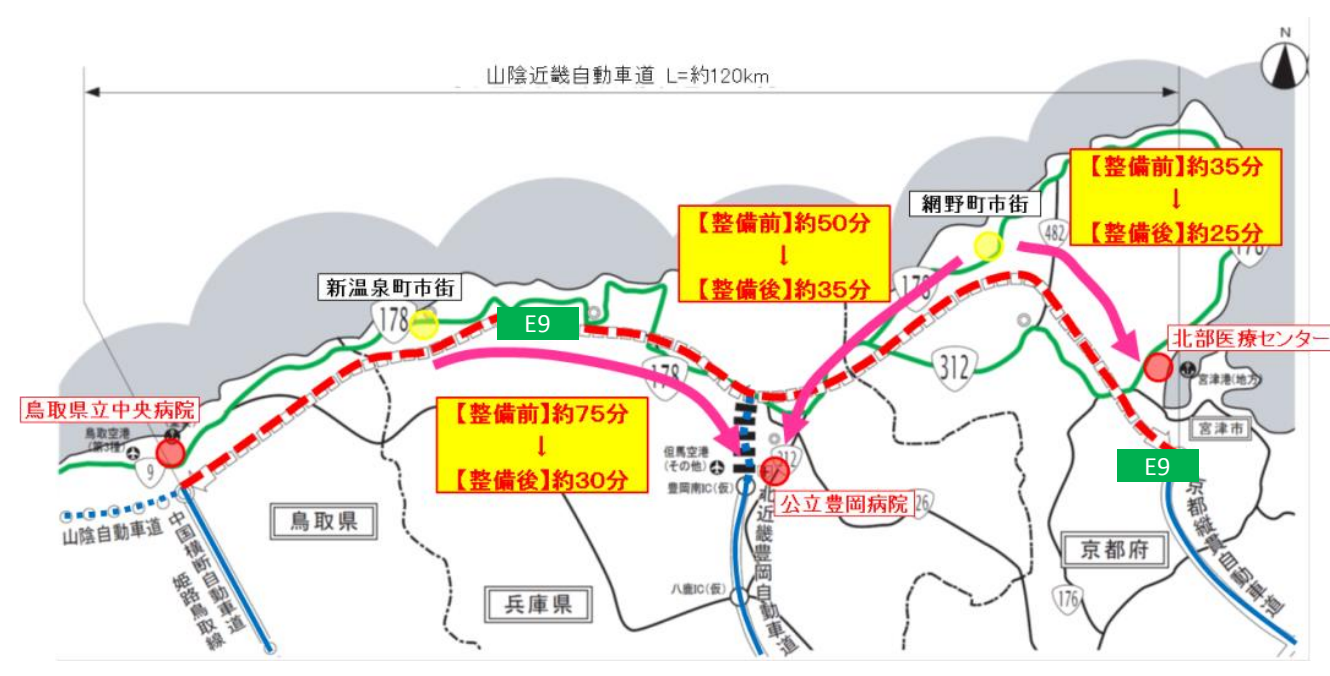 N
山陰近畿自動車道 L=約120km
【整備前】約35分
↓
【整備後】約25分
網野町市街
482
178
【整備前】約50分
↓
【整備後】約35分
新温泉町市街
178
E9
178
178
312
北部医療センター
宮津港(地方)
鳥取県立中央病院
鳥取空港
(第3種)
9
【整備前】約75分
↓
【整備後】約30分
但馬空港
(その他)
豊岡南IC(仮)
312
公立豊岡病院
426
宮津市
E9
山陰自動車道
中国横断自動車道
姫路鳥取線
鳥取県
兵庫県
京都府
八鹿IC(仮)
北近畿豊岡自動車道
176
京都縦貫自動車道